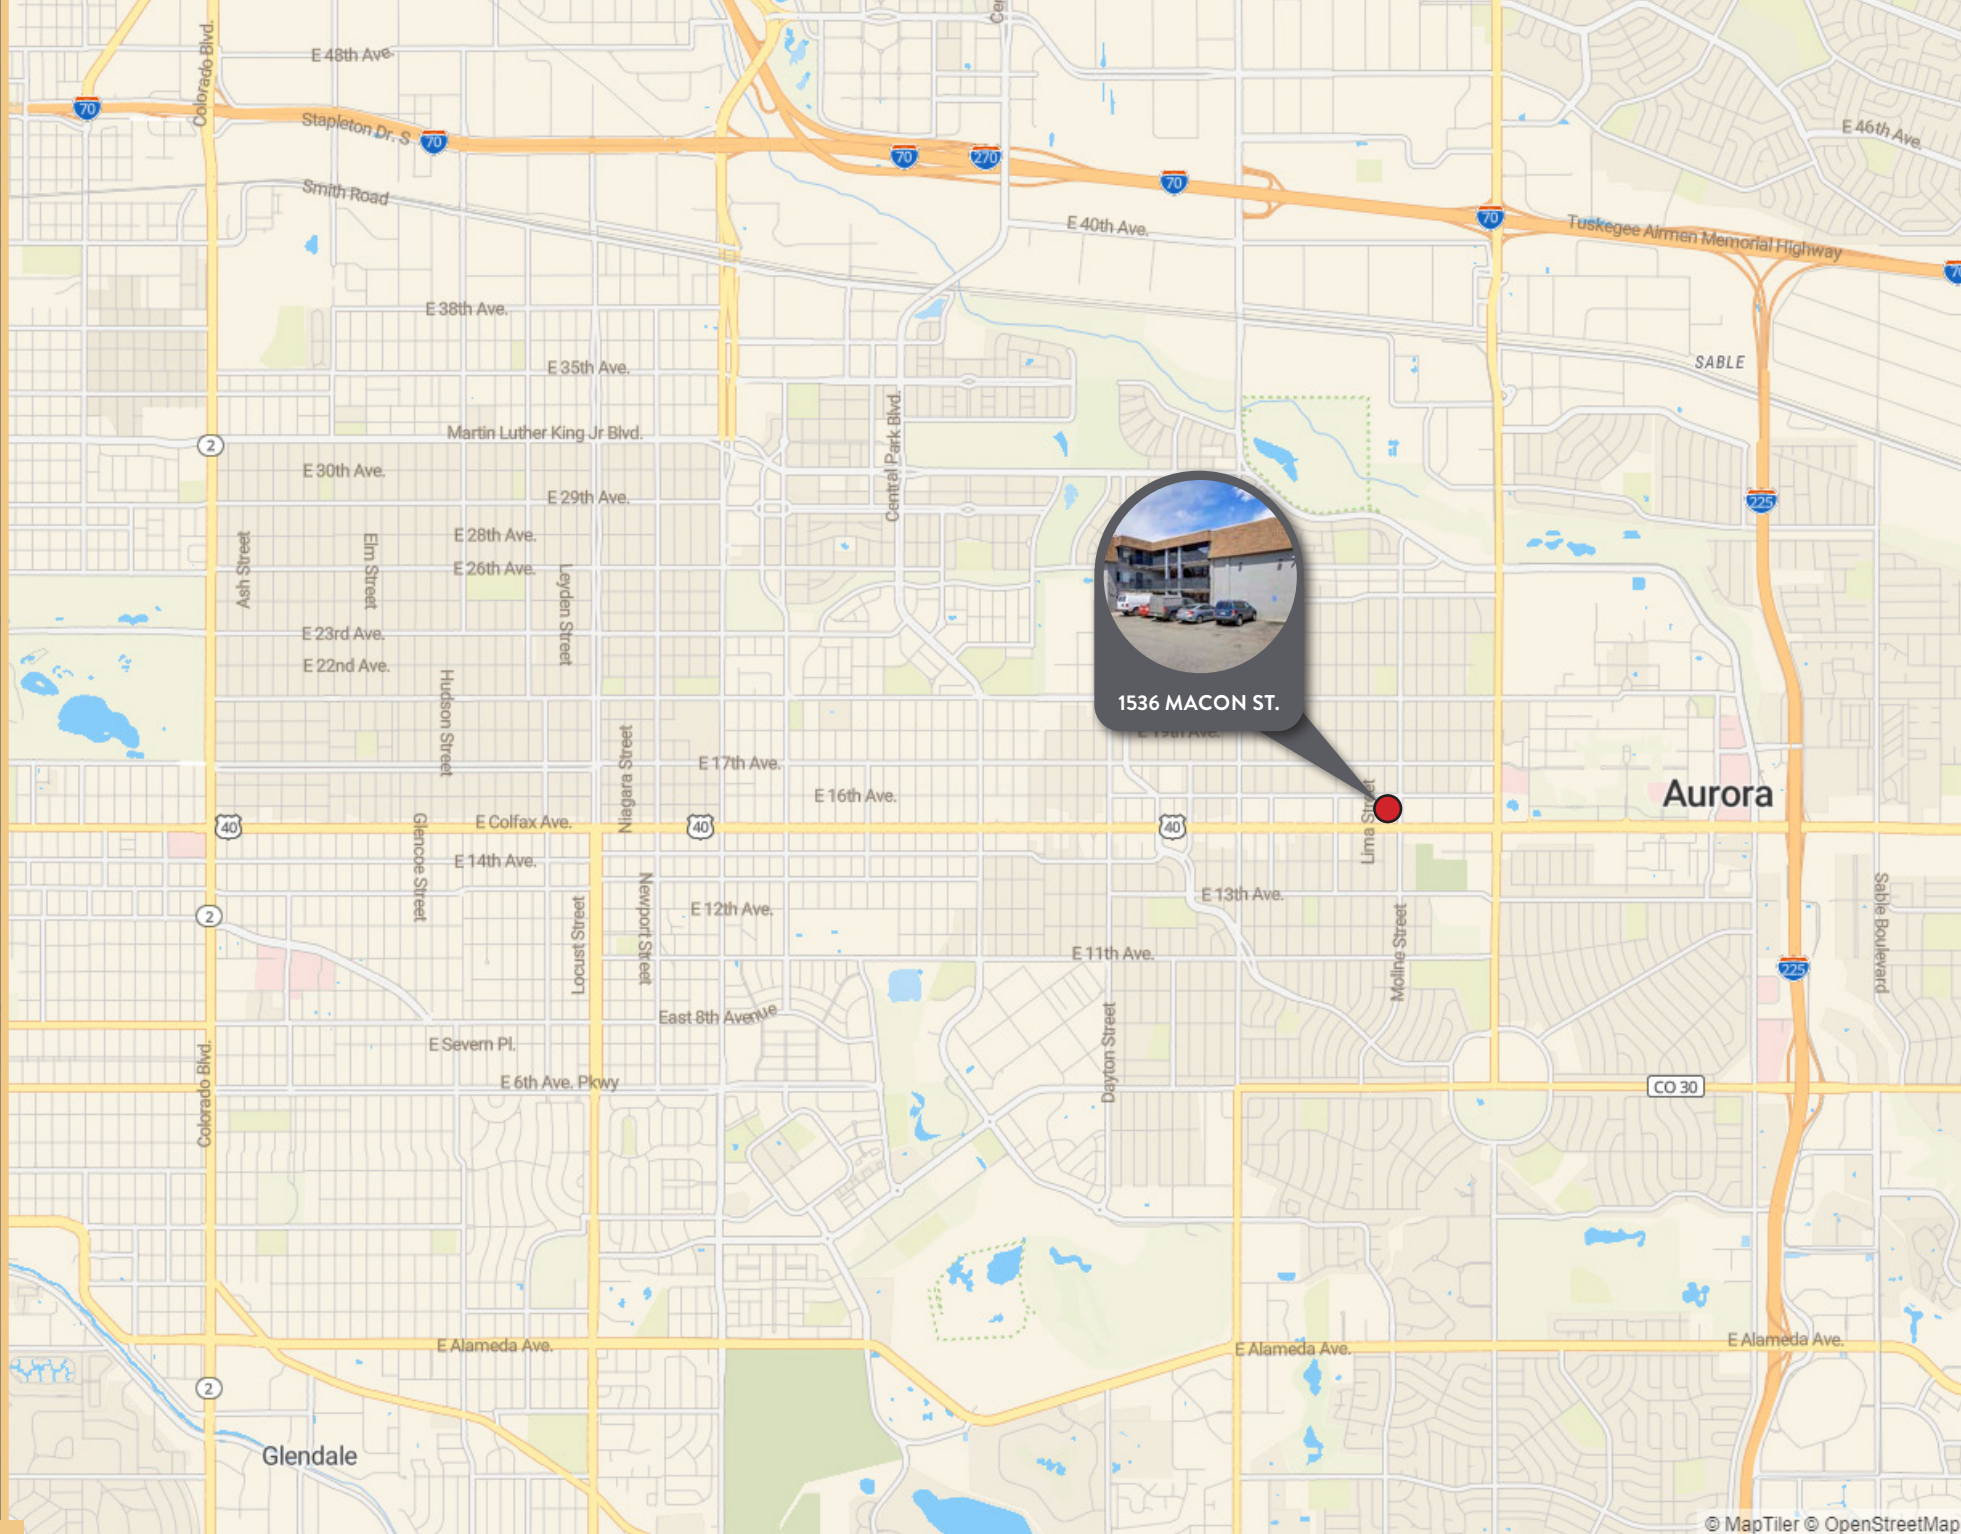 E 48th Ave.
Colorado Blvd.
70
Stapleton Dr. S
70
70
270
70
E 46th Ave.
Smith Road
E 40th Ave.
70
Tuskegee Airmen Memorial Highway
E 38th Ave.
E 35th Ave.
SABLE
Martin Luther King Jr Blvd.
2
E 30th Ave.
Central Park Blvd.
E 29th Ave.
225
E 28th Ave.
E 26th Ave.
Ash Street
Elm Street
Leyden Street
E 23rd Ave.
E 22nd Ave.
Hudson Street
1536 MACON ST.
E 19th Ave.
Niagara Street
E 17th Ave.
E 16th Ave.
Lima Street
Aurora
40
E Colfax Ave.
40
40
Glencoe Street
E 14th Ave.
Newport Street
Locust Street
E 13th Ave.
2
E 12th Ave.
Moline Street
Sable Boulevard
E 11th Ave.
225
East 8th Avenue
Dayton Street
E Severn Pl.
Colorado Blvd.
E 6th Ave. Pkwy
CO 30
E Alameda Ave.
E Alameda Ave.
E Alameda Ave.
2
Glendale
© MapTiler © OpenStreetMap